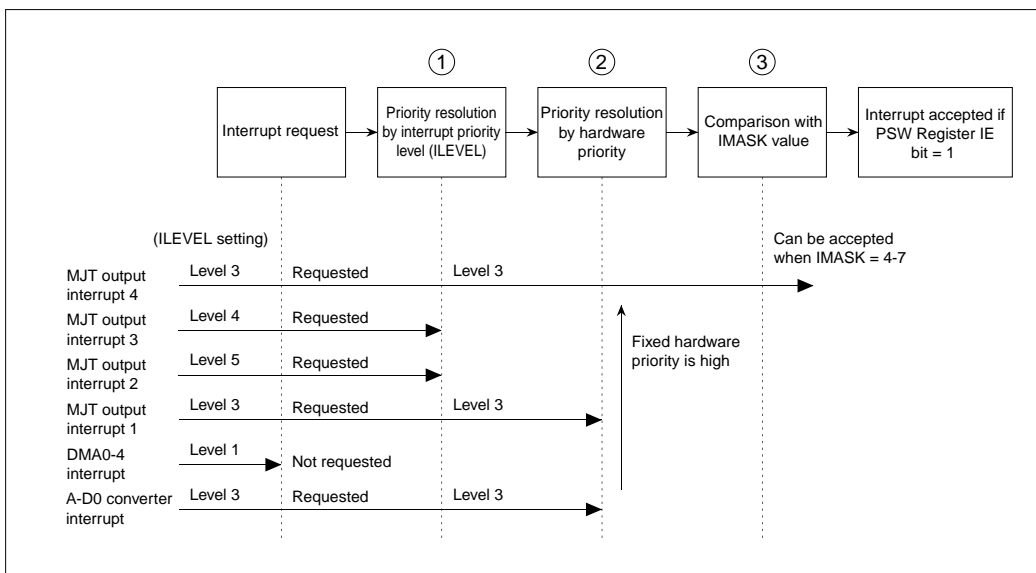 ①
②
③
Interrupt request
Priority resolution
by interrupt priority
level (ILEVEL)
Priority resolution
by hardware
priority
Comparison with
IMASK value
Interrupt accepted if
PSW Register IE
bit = 1
(ILEVEL setting)
Can be accepted
when IMASK = 4-7
MJT output
interrupt 4
Level 3
Requested
Level 3
MJT output
interrupt 3
Level 4
Requested
MJT output
interrupt 2
Level 5
Requested
Fixed hardware
priority is high
MJT output
interrupt 1
Level 3
Requested
Level 3
DMA0-4
interrupt
Level 1
Not requested
A-D0 converter
interrupt
Level 3
Requested
Level 3